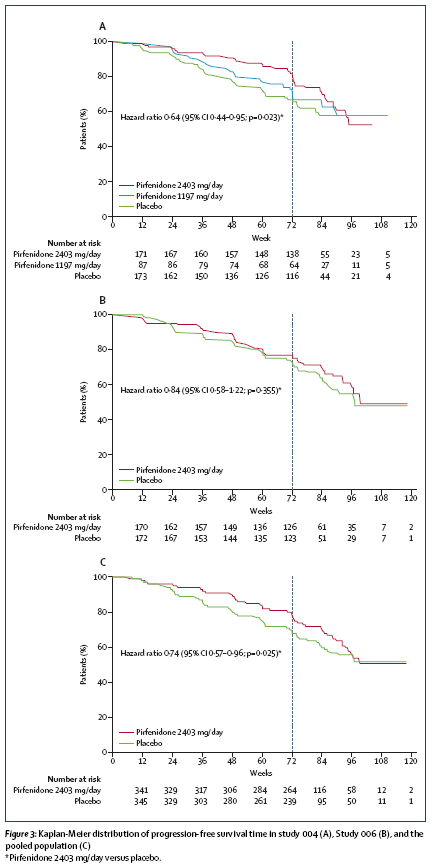 A
100
80
60
40
20
0
Patients (%)
Hazard ratio 0·64 (95% CI 0·44–0·95; p=0·023)*
Pirfenidone 2403 mg/day
Pirfenidone 1197 mg/day
Placebo
0 12 24 36 48 60 72 84 96 108 120
Week
Number at risk
Pirfenidone 2403 mg/day 171 167 160 157 148 138 55 23 5
Pirfenidone 1197 mg/day 87 86 79 74 68 64 27 11 5
Placebo 173 162 150 136 126 116 44 21 4
B
100
80
60
40
20
0
Patients (%)
Hazard ratio 0·84 (95% CI 0·58–1·22; p=0·355)*
Pirfenidone 2403 mg/day
Placebo
0 12 24 36 48 60 72 84 96 108 120
Weeks
Number at risk
Pirfenidone 2403 mg/day 170 162 157 149 136 126 61 35 7 2
Placebo 172 167 153 144 135 123 51 29 7 1
C
100
80
60
40
20
0
Patients (%)
Hazard ratio 0·74 (95% CI 0·57–0·96; p=0·025)*
Pirfenidone 2403 mg/day
Placebo
0 12 24 36 48 60 72 84 96 108 120
Weeks
Number at risk
Pirfenidone 2403 mg/day 341 329 317 306 284 264 116 58 12 2
Placebo 345 329 303 280 261 239 95 50 11 1
Figure 3: Kaplan-Meier distribution of progression-free survival time in study 004 (A), Study 006 (B), and the
pooled population (C)
*Pirfenidone 2403 mg/day versus placebo.